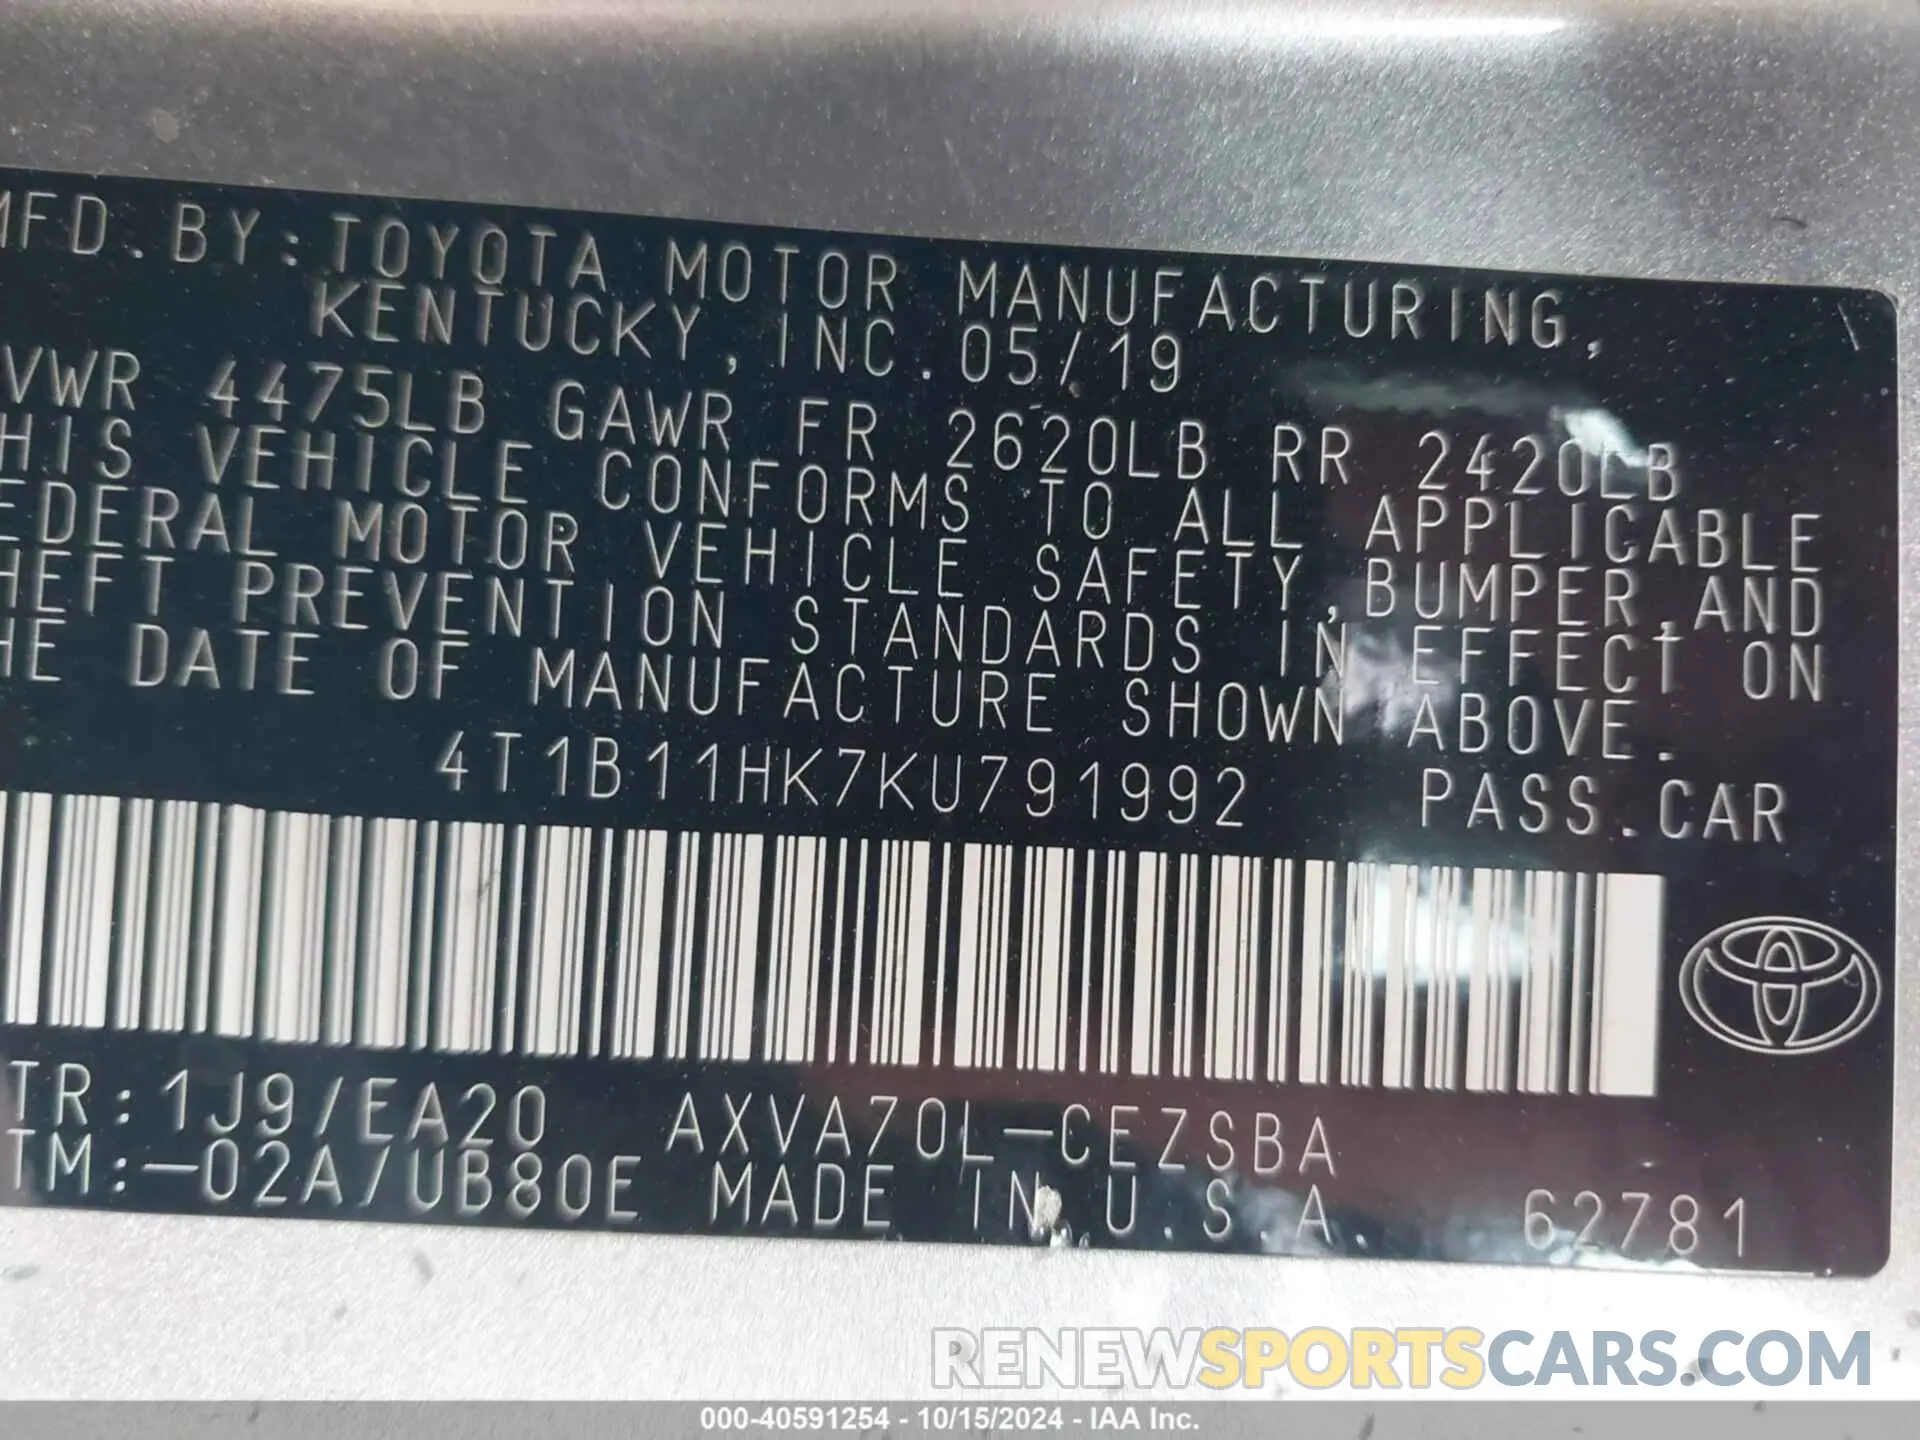 MFD.BY:TOYOTA MOTOR MANUFACTURING,
KENTUCKY, INC. 05/19
VWR 4475LB GAWR FR 2620LB RR 2420LB
HIS VEHICLE CONFORMS TO ALL APPLICABLE
EDERAL MOTOR VEHICLE SAFETY,BUMPER,AND
HEFT PREVENTION STANDARDS IN EFFECT ON
HE DATE OF MANUFACTURE SHOWN ABOVE.
4T1B11HK7KU791992 PASS.CAR
TR:1J9/EA20 AXVA70L-CEZSBA
TM:-02A/UB80E MADE IN U.S.A. 62781
RENEWSPORTSCARS.COM
000-40591254 - 10/15/2024 - IAA Inc.